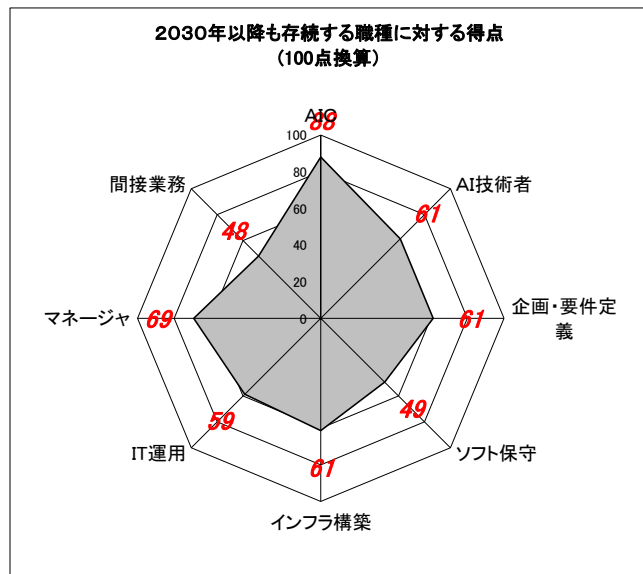 2030年以降も存続する職種に対する得点
(100点換算)
AIO
88
100
80
60
40
20
0
AI技術者
61
企画・要件定
義
61
ソフト保守
49
インフラ構築
61
IT運用
59
マネージャ
69
間接業務
48